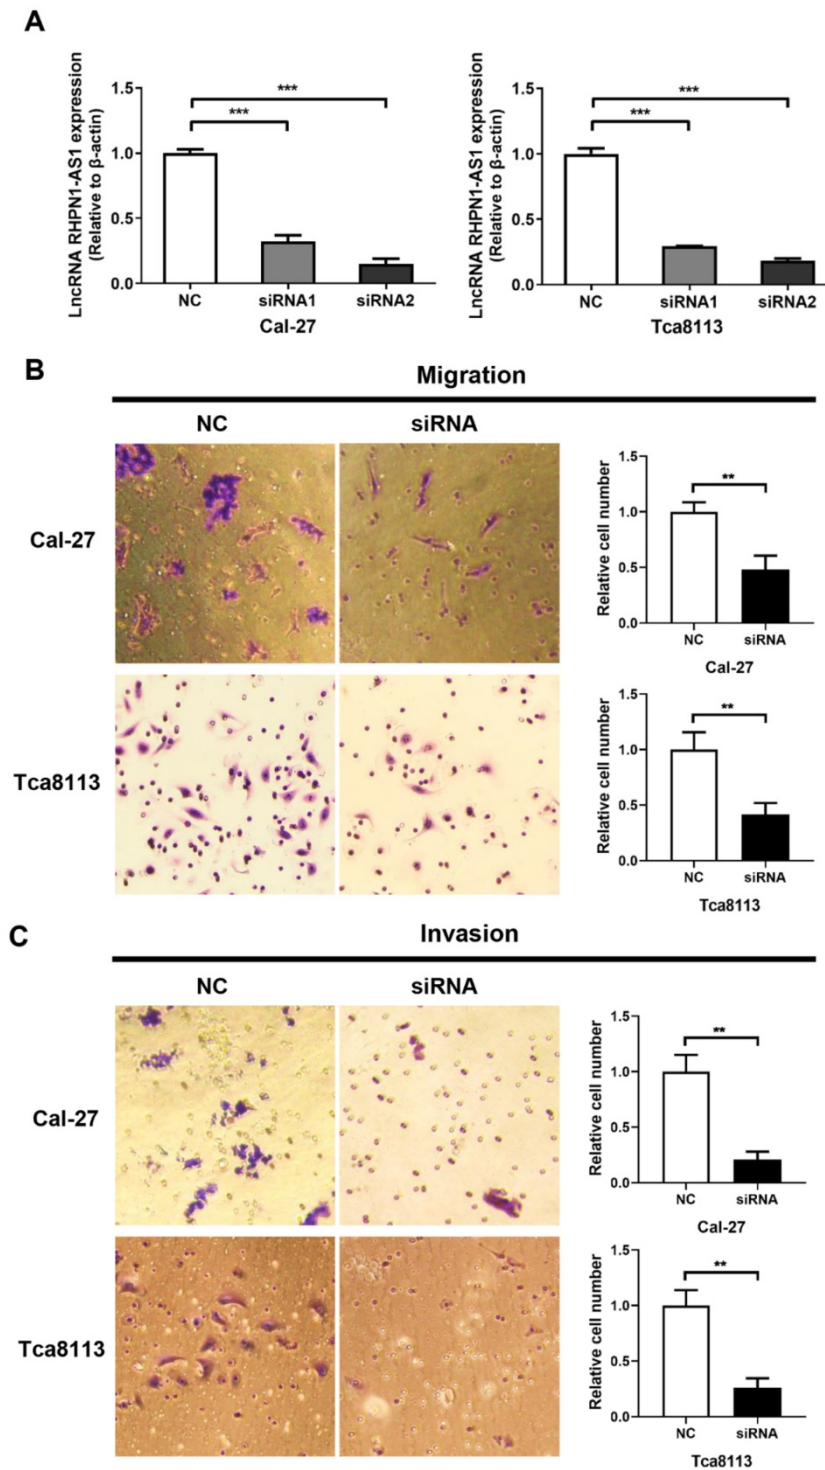 A
LncRNA RHPN1-AS1 expression
(Relative to β-actin)
1.5
1.0
0.5
0.0
***
***
NC
siRNA1
siRNA2
Cal-27
LncRNA RHPN1-AS1 expression
(Relative to β-actin)
1.5
1.0
0.5
0.0
***
***
NC
siRNA1
siRNA2
Tca8113
B
Migration
NC
siRNA
Cal-27
Relative cell number
1.5
1.0
0.5
0.0
**
NC
siRNA
Cal-27
Tca8113
Relative cell number
1.5
1.0
0.5
0.0
**
NC
siRNA
Tca8113
C
Invasion
NC
siRNA
Cal-27
Relative cell number
1.5
1.0
0.5
0.0
**
NC
siRNA
Cal-27
Tca8113
Relative cell number
1.5
1.0
0.5
0.0
**
NC
siRNA
Tca8113